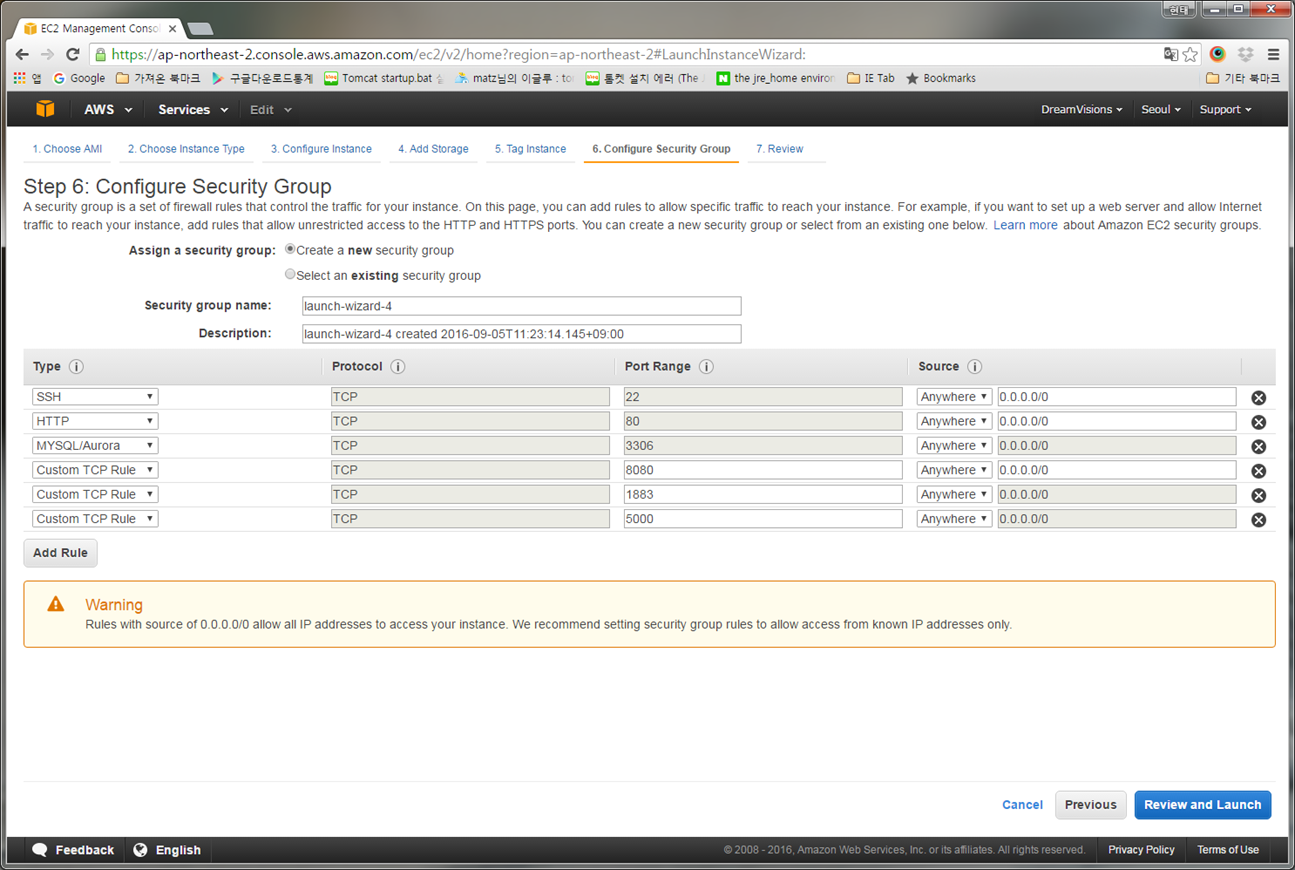 현태
EC2 Management Consol
https://ap-northeast-2.console.aws.amazon.com/ec2/v2/home?region=ap-northeast-2#LaunchInstanceWizard:
앱 Google 가져온 북마크 구글다운로드통계 Tomcat startup.bat matz님의 이글루 : to 톰켓 설치 에러 (The the jre_home environ IE Tab Bookmarks 기타 북마크
AWS Services Edit DreamVisions Seoul Support
1. Choose AMI 2. Choose Instance Type 3. Configure Instance 4. Add Storage 5. Tag Instance 6. Configure Security Group 7. Review
Step 6: Configure Security Group
A security group is a set of firewall rules that control the traffic for your instance. On this page, you can add rules to allow specific traffic to reach your instance. For example, if you want to set up a web server and allow Internet
traffic to reach your instance, add rules that allow unrestricted access to the HTTP and HTTPS ports. You can create a new security group or select from an existing one below. Learn more about Amazon EC2 security groups.
Assign a security group: Create a new security group
Select an existing security group
Security group name: launch-wizard-4
Description: launch-wizard-4 created 2016-09-05T11:23:14.145+09:00
Type i Protocol i Port Range i Source i
SSH TCP 22 Anywhere 0.0.0.0/0
HTTP TCP 80 Anywhere 0.0.0.0/0
MYSQL/Aurora TCP 3306 Anywhere 0.0.0.0/0
Custom TCP Rule TCP 8080 Anywhere 0.0.0.0/0
Custom TCP Rule TCP 1883 Anywhere 0.0.0.0/0
Custom TCP Rule TCP 5000 Anywhere 0.0.0.0/0
Add Rule
Warning
Rules with source of 0.0.0.0/0 allow all IP addresses to access your instance. We recommend setting security group rules to allow access from known IP addresses only.
Cancel Previous Review and Launch
Feedback English © 2008 - 2016, Amazon Web Services, Inc. or its affiliates. All rights reserved. Privacy Policy Terms of Use